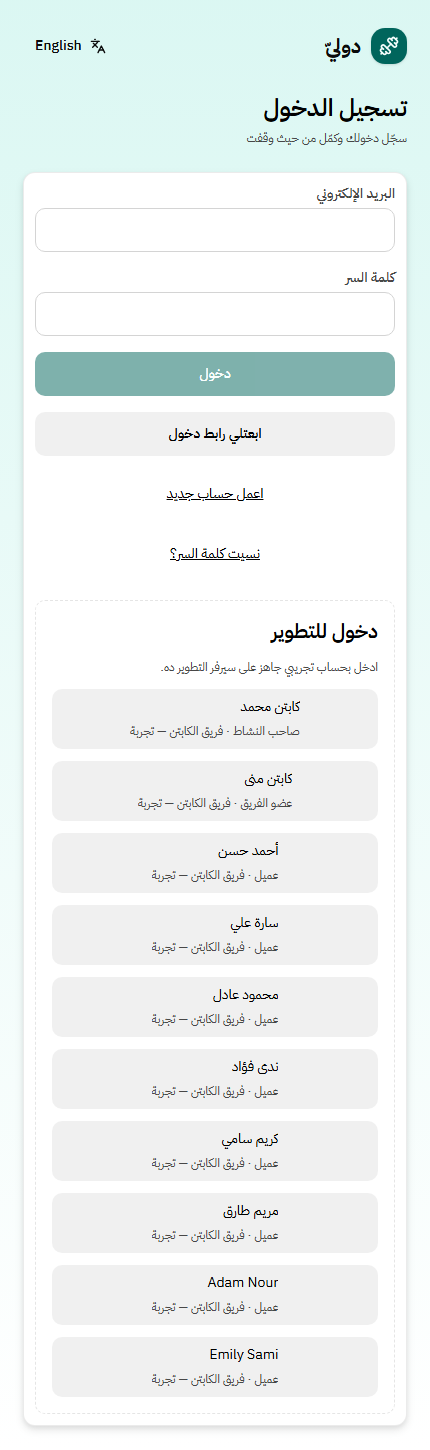 دوليّ
English
تسجيل الدخول
سجّل دخولك وكمّل من حيث وقفت
البريد الإلكتروني
كلمة السر
دخول
ابعتلي رابط دخول
اعمل حساب جديد
نسيت كلمة السر؟
دخول للتطوير
ادخل بحساب تجريبي جاهز على سيرفر التطوير ده.
كابتن محمد
صاحب النشاط · فريق الكابتن — تجربة
كابتن منى
عضو الفريق · فريق الكابتن — تجربة
أحمد حسن
عميل · فريق الكابتن — تجربة
سارة علي
عميل · فريق الكابتن — تجربة
محمود عادل
عميل · فريق الكابتن — تجربة
ندى فؤاد
عميل · فريق الكابتن — تجربة
كريم سامي
عميل · فريق الكابتن — تجربة
مريم طارق
عميل · فريق الكابتن — تجربة
Adam Nour
عميل · فريق الكابتن — تجربة
Emily Sami
عميل · فريق الكابتن — تجربة